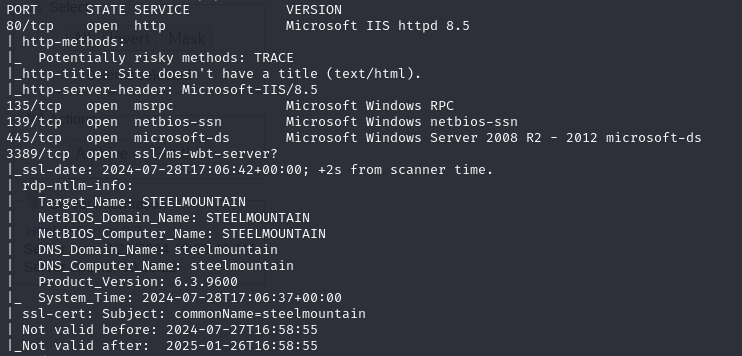 PORT     STATE SERVICE            VERSION
80/tcp   open  http               Microsoft IIS httpd 8.5
| http-methods:
|_  Potentially risky methods: TRACE
|_http-title: Site doesn't have a title (text/html).
|_http-server-header: Microsoft-IIS/8.5
135/tcp  open  msrpc              Microsoft Windows RPC
139/tcp  open  netbios-ssn        Microsoft Windows netbios-ssn
445/tcp  open  microsoft-ds       Microsoft Windows Server 2008 R2 - 2012 microsoft-ds
3389/tcp open  ssl/ms-wbt-server?
|_ssl-date: 2024-07-28T17:06:42+00:00; +2s from scanner time.
| rdp-ntlm-info:
|   Target_Name: STEELMOUNTAIN
|   NetBIOS_Domain_Name: STEELMOUNTAIN
|   NetBIOS_Computer_Name: STEELMOUNTAIN
|   DNS_Domain_Name: steelmountain
|   DNS_Computer_Name: steelmountain
|   Product_Version: 6.3.9600
|_  System_Time: 2024-07-28T17:06:37+00:00
| ssl-cert: Subject: commonName=steelmountain
| Not valid before: 2024-07-27T16:58:55
|_Not valid after:  2025-01-26T16:58:55